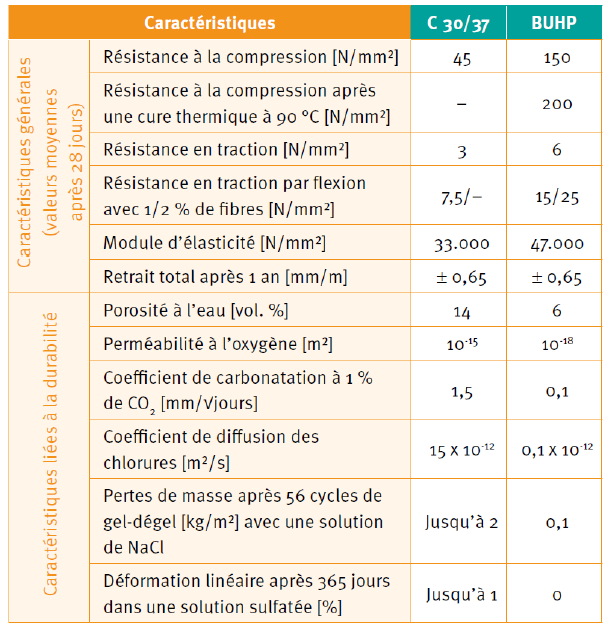 Caractéristiques C 30/37 BUHP
Caractéristiques générales
(valeurs moyennes
après 28 jours)
Résistance à la compression [N/mm²] 45 150
Résistance à la compression après
une cure thermique à 90 °C [N/mm²] – 200
Résistance en traction [N/mm²] 3 6
Résistance en traction par flexion
avec 1/2 % de fibres [N/mm²] 7,5/– 15/25
Module d’élasticité [N/mm²] 33.000 47.000
Retrait total après 1 an [mm/m] ± 0,65 ± 0,65
Caractéristiques liées à la durabilité
Porosité à l’eau [vol. %] 14 6
Perméabilité à l’oxygène [m²] 10⁻¹⁵ 10⁻¹⁸
Coefficient de carbonatation à 1 %
de CO₂ [mm/√jours] 1,5 0,1
Coefficient de diffusion des
chlorures [m²/s] 15 x 10⁻¹² 0,1 x 10⁻¹²
Pertes de masse après 56 cycles de
gel-dégel [kg/m²] avec une solution
de NaCl Jusqu’à 2 0,1
Déformation linéaire après 365 jours
dans une solution sulfatée [%] Jusqu’à 1 0